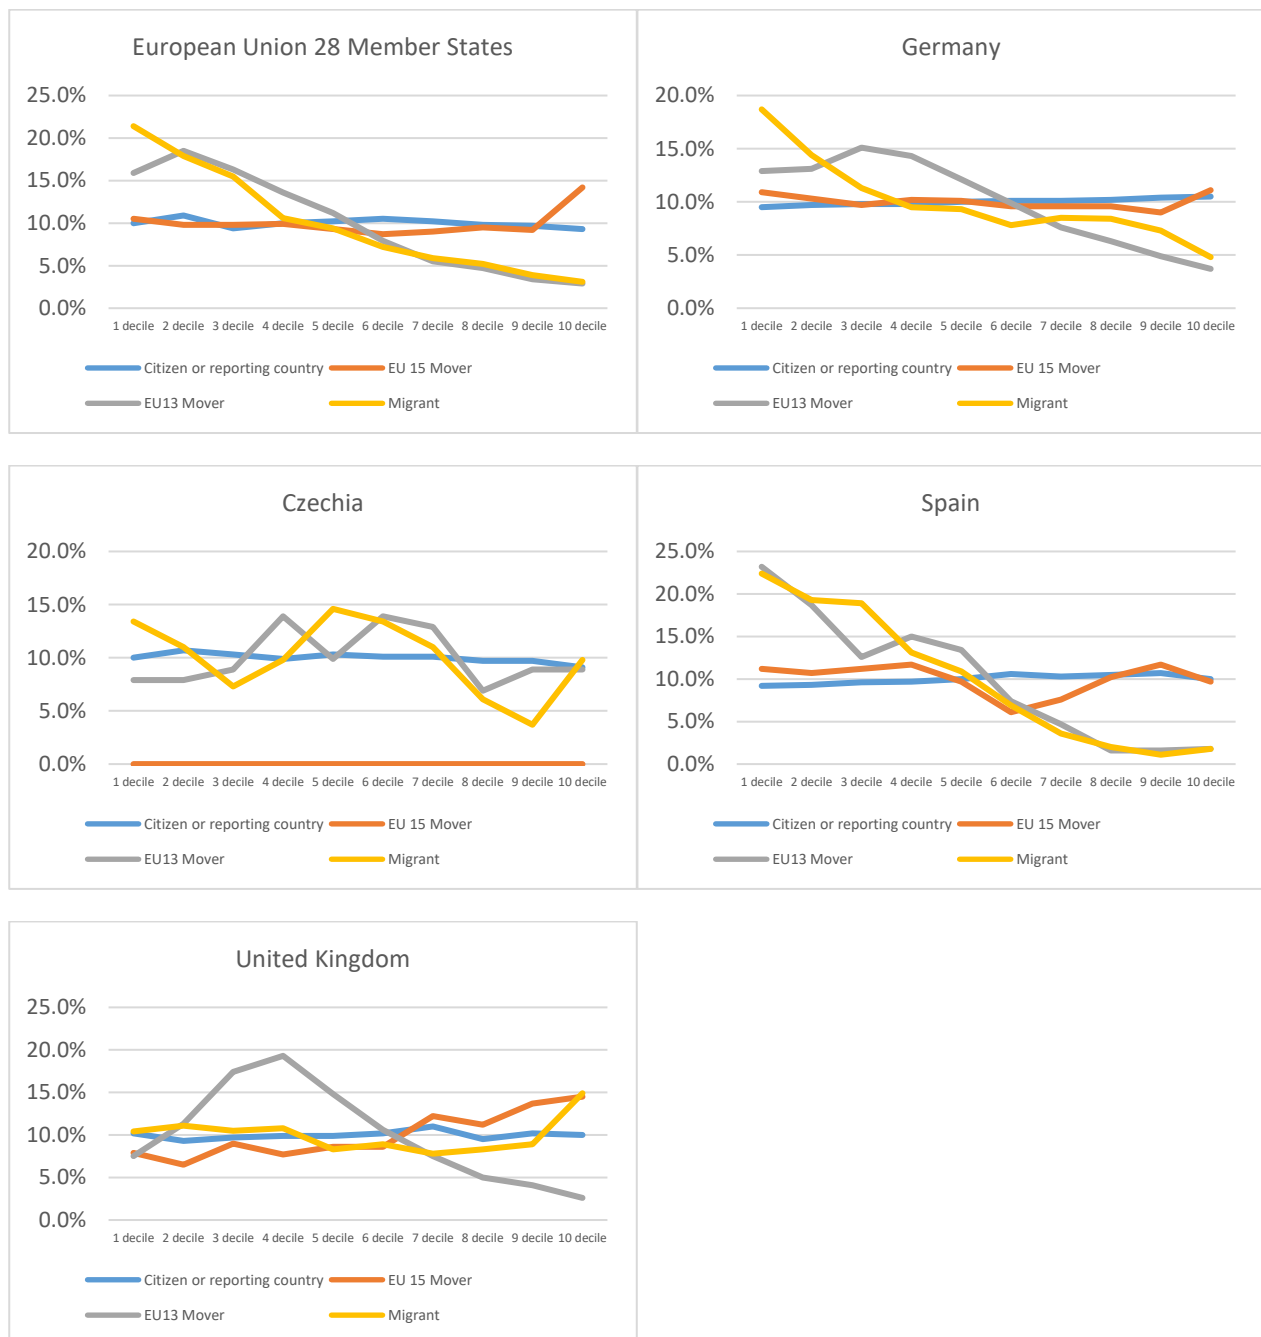 European Union 28 Member States
25.0%
20.0%
15.0%
10.0%
5.0%
0.0%
1 decile 2 decile 3 decile 4 decile 5 decile 6 decile 7 decile 8 decile 9 decile 10 decile
Citizen or reporting country EU 15 Mover
EU13 Mover Migrant
Germany
20.0%
15.0%
10.0%
5.0%
0.0%
1 decile 2 decile 3 decile 4 decile 5 decile 6 decile 7 decile 8 decile 9 decile 10 decile
Citizen or reporting country EU 15 Mover
EU13 Mover Migrant
Czechia
20.0%
15.0%
10.0%
5.0%
0.0%
1 decile 2 decile 3 decile 4 decile 5 decile 6 decile 7 decile 8 decile 9 decile 10 decile
Citizen or reporting country EU 15 Mover
EU13 Mover Migrant
Spain
25.0%
20.0%
15.0%
10.0%
5.0%
0.0%
1 decile 2 decile 3 decile 4 decile 5 decile 6 decile 7 decile 8 decile 9 decile 10 decile
Citizen or reporting country EU 15 Mover
EU13 Mover Migrant
United Kingdom
25.0%
20.0%
15.0%
10.0%
5.0%
0.0%
1 decile 2 decile 3 decile 4 decile 5 decile 6 decile 7 decile 8 decile 9 decile 10 decile
Citizen or reporting country EU 15 Mover
EU13 Mover Migrant